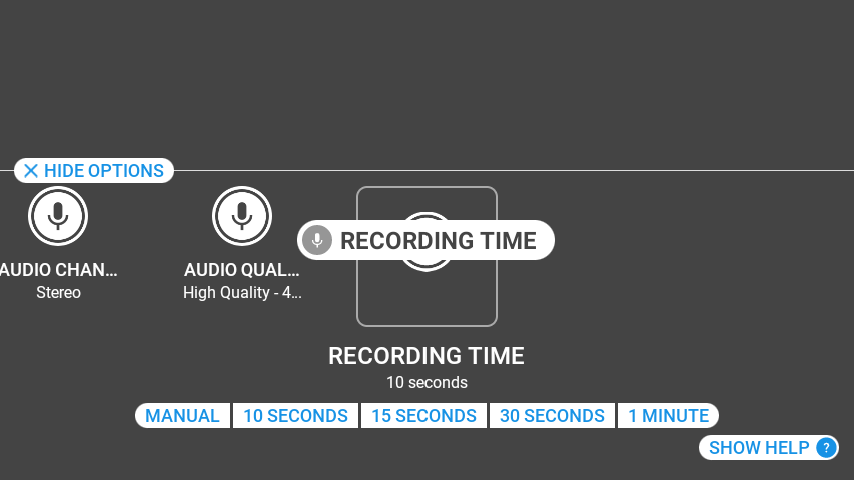 HIDE OPTIONS
AUDIO CHAN...
Stereo
AUDIO QUAL...
High Quality - 4...
RECORDING TIME
RECORDING TIME
10 seconds
MANUAL
10 SECONDS
15 SECONDS
30 SECONDS
1 MINUTE
SHOW HELP ?